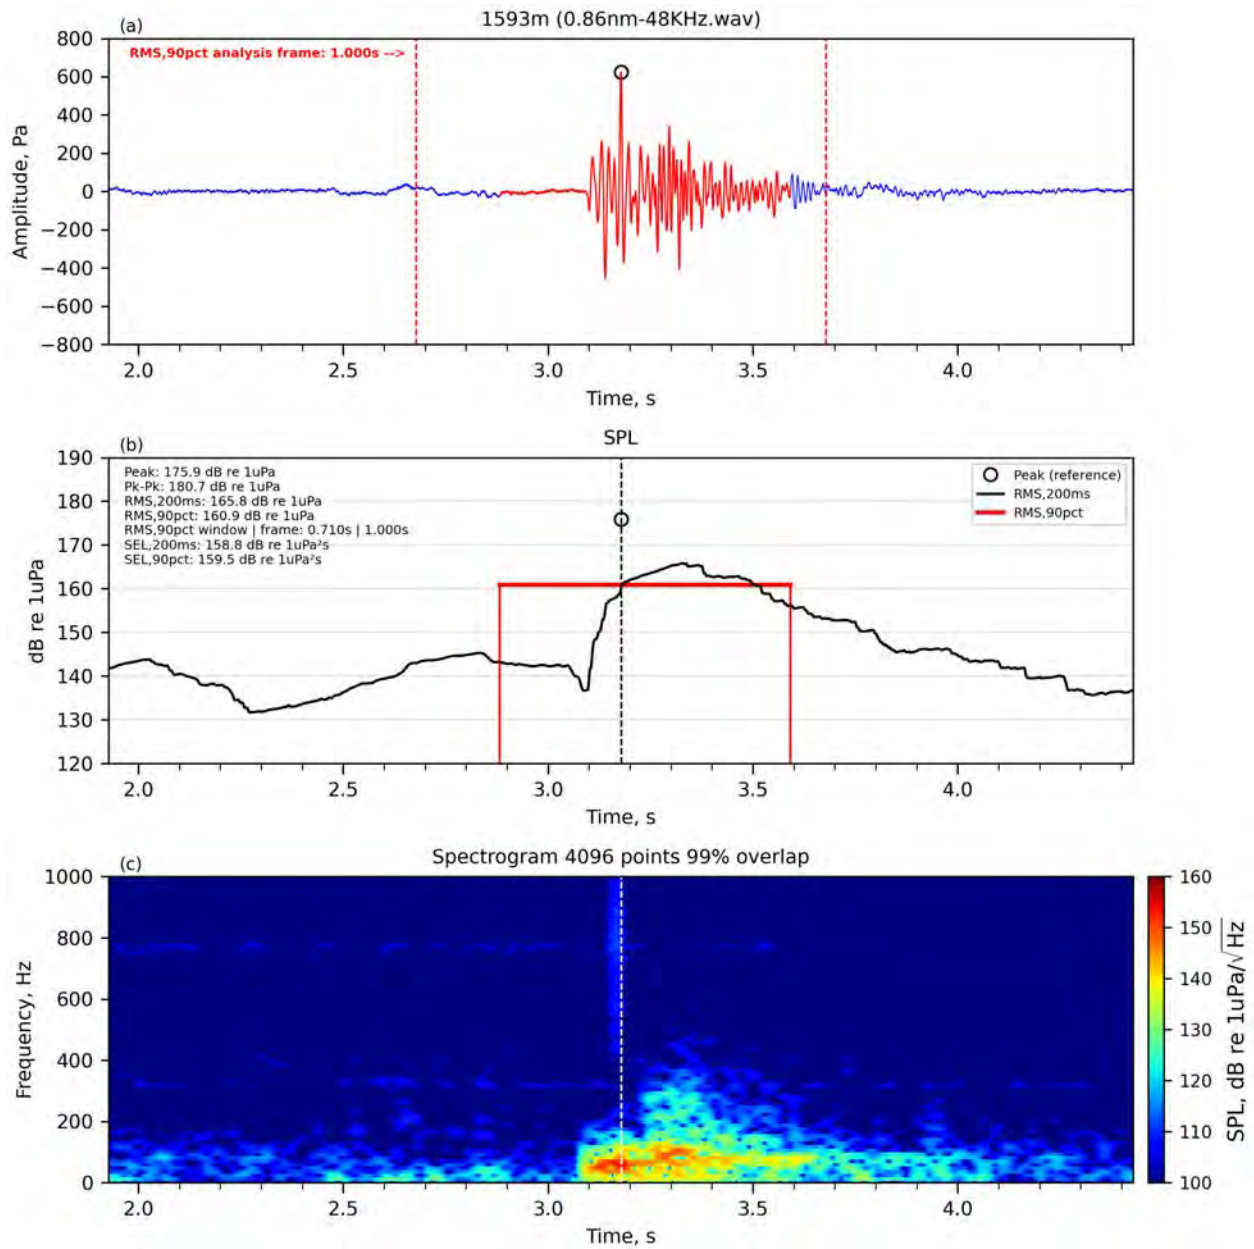 1593m (0.86nm-48KHz.wav)
(a)
RMS,90pct analysis frame: 1.000s -->
800
600
400
200
0
−200
−400
−600
−800
Amplitude, Pa
2.0 2.5 3.0 3.5 4.0
Time, s
(b)
SPL
Peak: 175.9 dB re 1uPa
Pk-Pk: 180.7 dB re 1uPa
RMS,200ms: 165.8 dB re 1uPa
RMS,90pct: 160.9 dB re 1uPa
RMS,90pct window | frame: 0.710s | 1.000s
SEL,200ms: 158.8 dB re 1uPa²s
SEL,90pct: 159.5 dB re 1uPa²s
Peak (reference)
RMS,200ms
RMS,90pct
190
180
170
160
150
140
130
120
dB re 1uPa
2.0 2.5 3.0 3.5 4.0
Time, s
(c)
Spectrogram 4096 points 99% overlap
1000
800
600
400
200
0
Frequency, Hz
2.0 2.5 3.0 3.5 4.0
Time, s
160
150
140
130
120
110
100
SPL, dB re 1uPa/√Hz